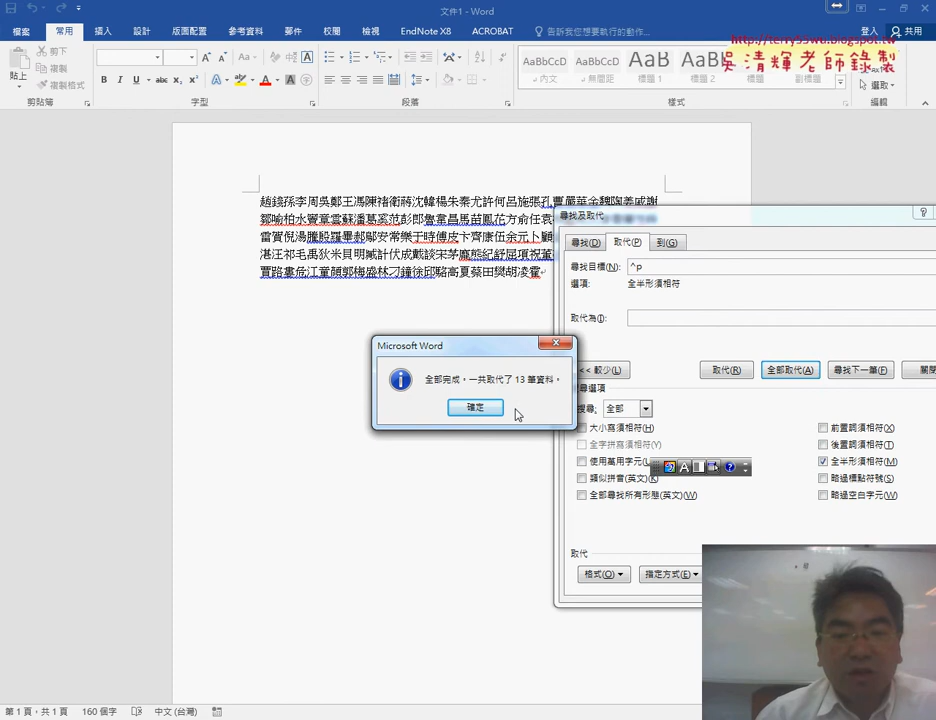 文件1 - Word
檔案 常用 插入 設計 版面配置 參考資料 郵件 校閱 檢視 EndNote X8 ACROBAT 告訴我您想要執行的動作... 登入 共用
http://terry55wu.blogspot.tw
吳清輝老師錄製
貼上 剪下 複製 複製格式
AaBbCcD AaBbCcD AaB AaBb
內文 無間距 標題 1 標題 2 標題 副標題
選取
剪貼簿 字型 段落 樣式 編輯
趙錢孫李周吳鄭王馮陳褚衛蔣沈韓楊朱秦尤許何呂施張孔曹嚴華金魏陶姜戚謝
鄒喻柏水竇章雲蘇潘葛奚范彭郎魯韋昌馬苗鳳花方俞任袁
雷賀倪湯滕殷羅畢郝鄔安常樂于時傅皮卞齊康伍余元卜顧
湛汪祁毛禹狄米貝明臧計伏成戴談宋茅龐熊紀舒屈項祝董
賈路婁危江童顏郭梅盛林刁鍾徐邱駱高夏蔡田樊胡凌霍
尋找及取代
尋找(D) 取代(P) 到(G)
尋找目標(N): ^p
選項: 全半形須相符
取代為(I):
<< 較少(L) 取代(R) 全部取代(A) 尋找下一筆(F) 關閉
搜尋選項
搜尋: 全部
大小寫須相符(H) 前置詞須相符(X)
全字拼寫須相符(Y) 後置詞須相符(T)
使用萬用字元(U) 全半形須相符(M)
類似拼音(英文)(K) 略過標點符號(S)
全部尋找所有形態(英文)(W) 略過空白字元(W)
取代
格式(O) 指定方式(E)
Microsoft Word
全部完成，一共取代了 13 筆資料。
確定
第 1 頁，共 1 頁 160 個字 中文 (台灣)